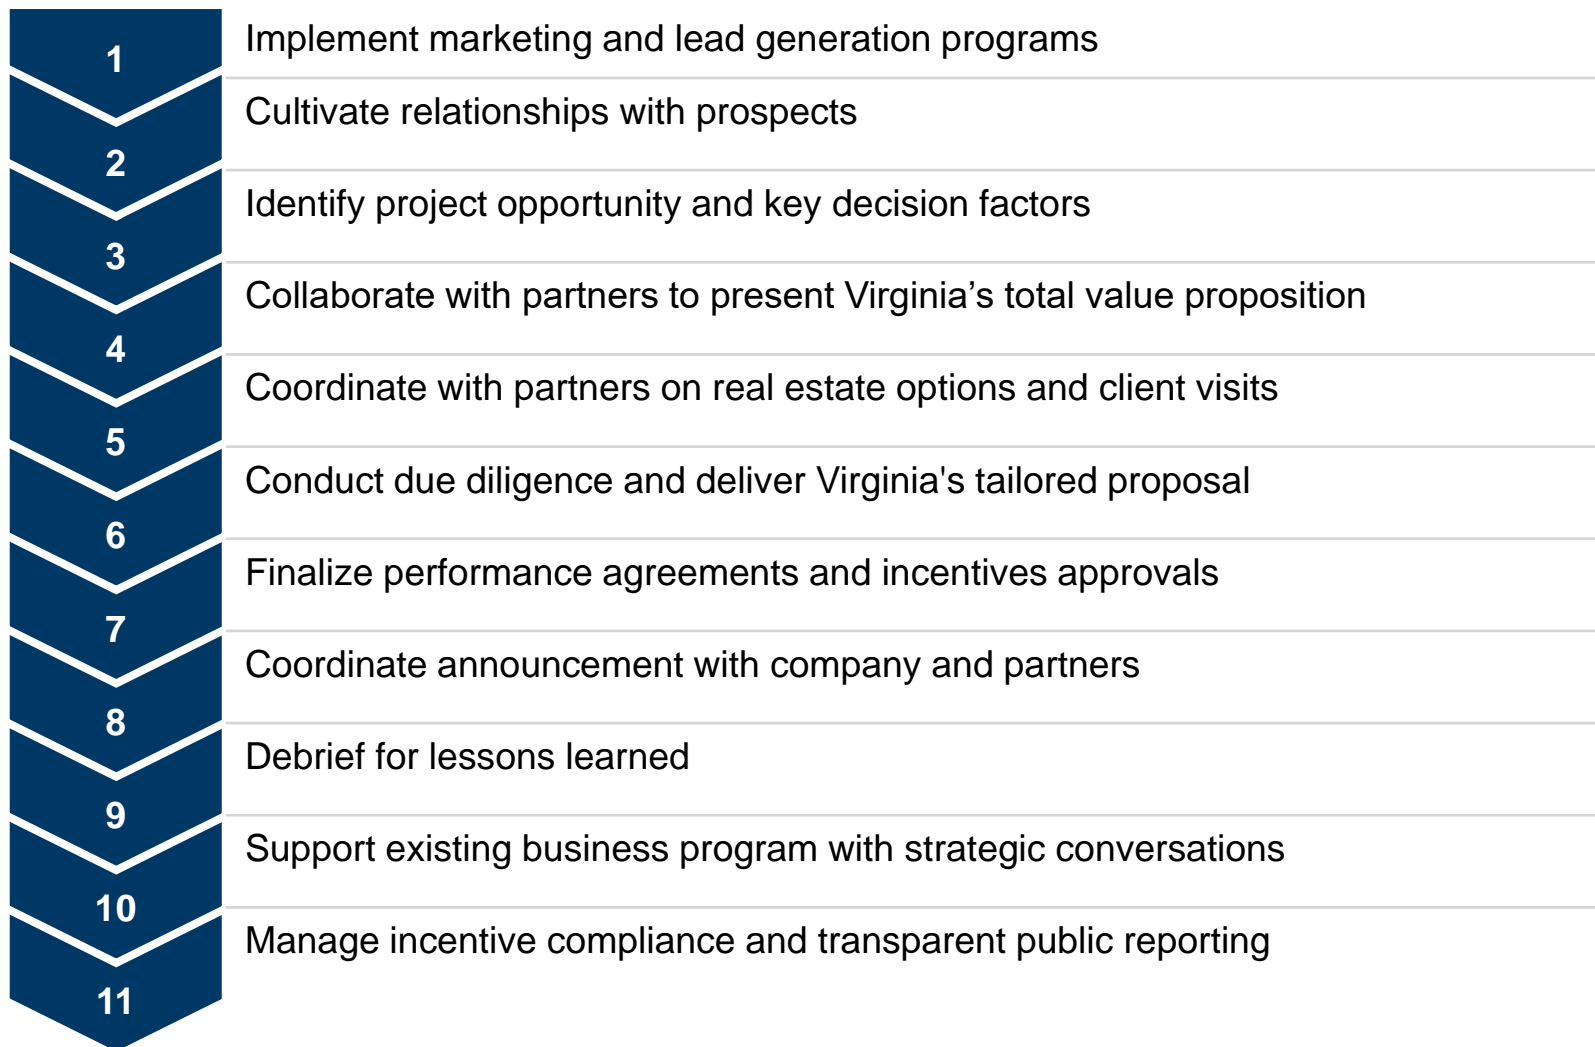 1
Implement marketing and lead generation programs
2
Cultivate relationships with prospects
3
Identify project opportunity and key decision factors
4
Collaborate with partners to present Virginia’s total value proposition
5
Coordinate with partners on real estate options and client visits
6
Conduct due diligence and deliver Virginia's tailored proposal
7
Finalize performance agreements and incentives approvals
8
Coordinate announcement with company and partners
9
Debrief for lessons learned
10
Support existing business program with strategic conversations
11
Manage incentive compliance and transparent public reporting